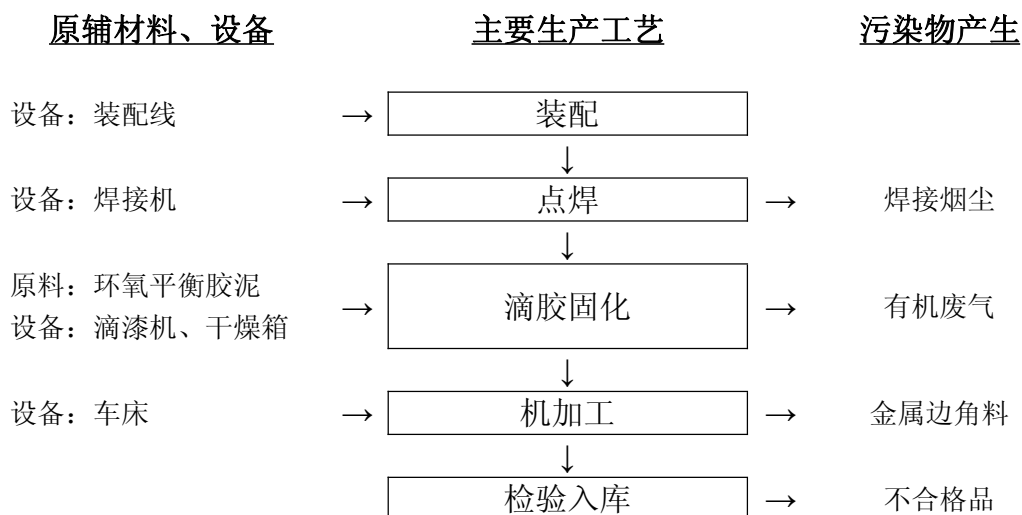 原辅材料、设备 主要生产工艺 污染物产生
设备：装配线 → 装配
↓
设备：焊接机 → 点焊 → 焊接烟尘
↓
原料：环氧平衡胶泥
设备：滴漆机、干燥箱 → 滴胶固化 → 有机废气
↓
设备：车床 → 机加工 → 金属边角料
↓
检验入库 → 不合格品